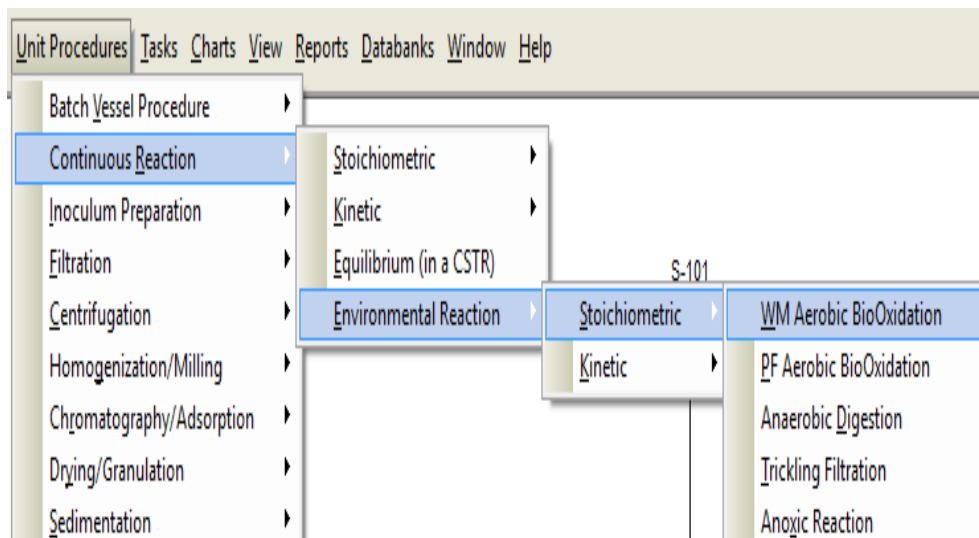 Unit Procedures Tasks Charts View Reports Databanks Window Help
Batch Vessel Procedure
Continuous Reaction
Inoculum Preparation
Filtration
Centrifugation
Homogenization/Milling
Chromatography/Adsorption
Drying/Granulation
Sedimentation
Stoichiometric
Kinetic
Equilibrium (in a CSTR)
Environmental Reaction
S-101
Stoichiometric
Kinetic
WM Aerobic BioOxidation
PF Aerobic BioOxidation
Anaerobic Digestion
Trickling Filtration
Anoxic Reaction